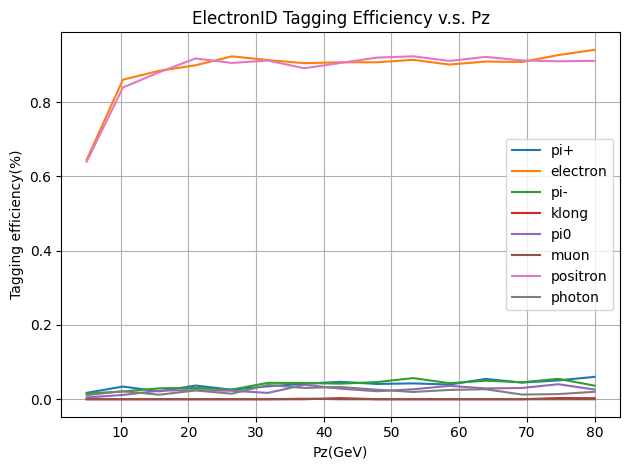 ElectronID Tagging Efficiency v.s. Pz
Tagging efficiency(%)
0.8
0.6
0.4
0.2
0.0
pi+
electron
pi-
klong
pi0
muon
positron
photon
10 20 30 40 50 60 70 80
Pz(GeV)